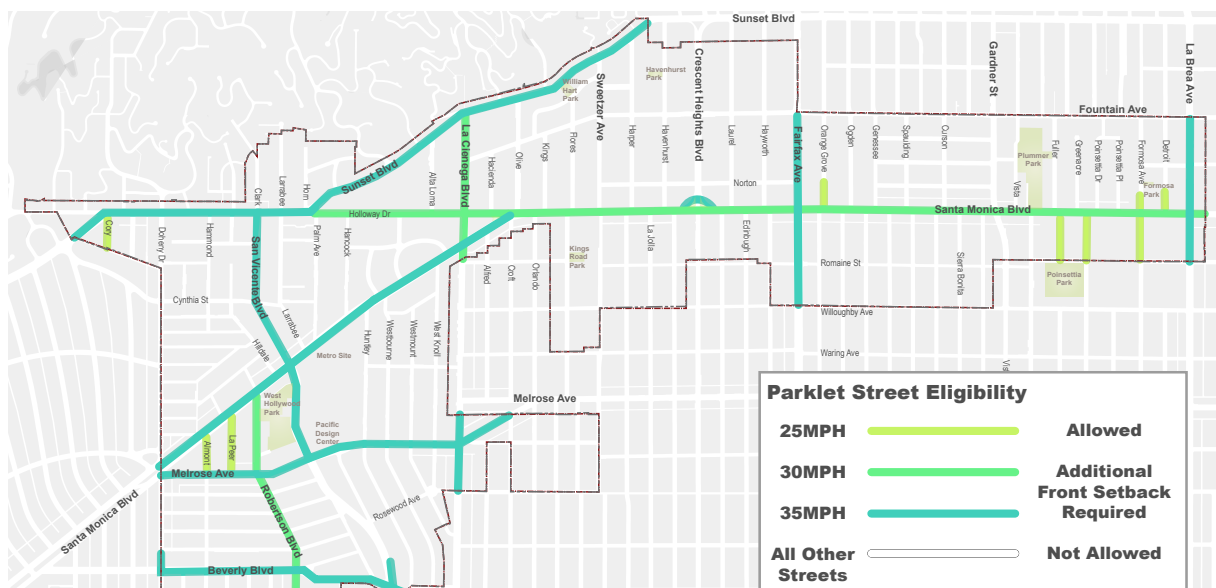 Sunset Blvd
Gardner St
La Brea Ave
Crescent Heights Blvd
Havenhurst
Park
William
Hart
Park
Sweetzer Ave
Fountain Ave
La Cienega Blvd
Fairfax Ave
Sunset Blvd
Clark
Larrabee
Horn
Alta Loma
Hacienda
Olive
Kings
Harper
Havenhurst
Laurel
Hayworth
Orange Grove
Ogden
Genessee
Spaulding
Curson
Plummer
Park
Vista
Fuller
Greenacre
Poinsettia Dr
Poinsettia Pl
Formosa Ave
Detroit
Formosa
Park
Norton
Holloway Dr
Santa Monica Blvd
Cory
Doheny Dr
Hammond
San Vicente Blvd
Palm Ave
Hancock
Kings
Road
Park
La Jolla
Edinburgh
Romaine St
Sierra Bonita
Poinsettia
Park
Alfred
Croft
Orlando
Cynthia St
Larrabee
Hilldale
Metro Site
Huntley
Westbourne
Westmount
West Knoll
Willoughby Ave
Waring Ave
West
Hollywood
Park
Pacific
Design
Center
Melrose Ave
Almont
La Peer
Melrose Ave
Santa Monica Blvd
Robertson Blvd
Rosewood Ave
Beverly Blvd
Parklet Street Eligibility
25MPH Allowed
30MPH Additional
Front Setback
35MPH Required
All Other Not Allowed
Streets